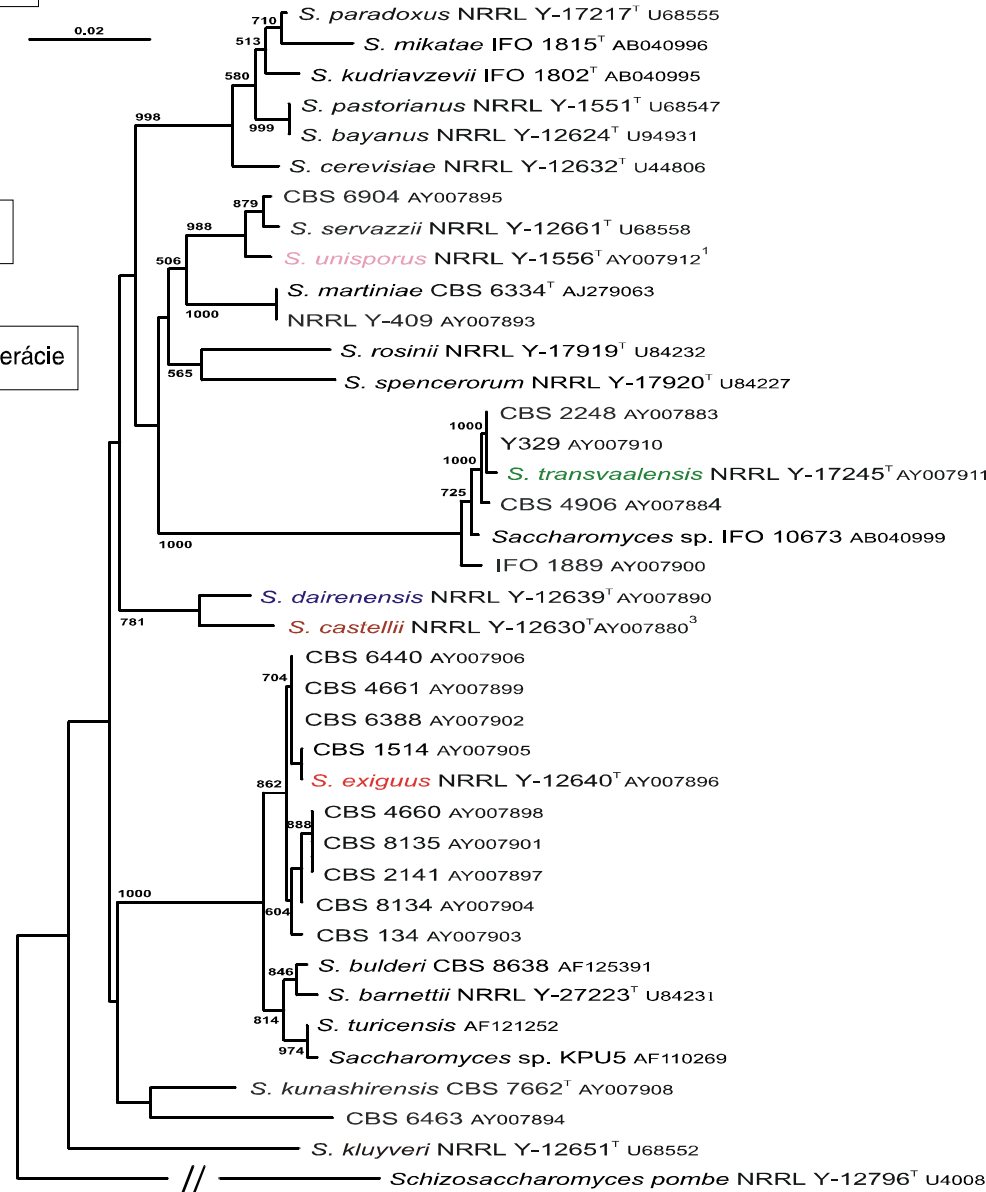 0.02
710
S. paradoxus NRRL Y-17217ᵀ U68555
513
S. mikatae IFO 1815ᵀ AB040996
580
S. kudriavzevii IFO 1802ᵀ AB040995
S. pastorianus NRRL Y-1551ᵀ U68547
998
999
S. bayanus NRRL Y-12624ᵀ U94931
S. cerevisiae NRRL Y-12632ᵀ U44806
879
CBS 6904 AY007895
988
S. servazzii NRRL Y-12661ᵀ U68558
506
S. unisporus NRRL Y-1556ᵀ AY007912¹
S. martiniae CBS 6334ᵀ AJ279063
1000
NRRL Y-409 AY007893
erácie
S. rosinii NRRL Y-17919ᵀ U84232
565
S. spencerorum NRRL Y-17920ᵀ U84227
1000
CBS 2248 AY007883
Y329 AY007910
1000
S. transvaalensis NRRL Y-17245ᵀ AY007911
725
CBS 4906 AY007884
1000
Saccharomyces sp. IFO 10673 AB040999
IFO 1889 AY007900
S. dairenensis NRRL Y-12639ᵀ AY007890
781
S. castellii NRRL Y-12630ᵀAY007880³
CBS 6440 AY007906
704
CBS 4661 AY007899
CBS 6388 AY007902
CBS 1514 AY007905
862
S. exiguus NRRL Y-12640ᵀ AY007896
888
CBS 4660 AY007898
CBS 8135 AY007901
CBS 2141 AY007897
1000
604
CBS 8134 AY007904
CBS 134 AY007903
846
S. bulderi CBS 8638 AF125391
S. barnettii NRRL Y-27223ᵀ U84231
814
S. turicensis AF121252
974
Saccharomyces sp. KPU5 AF110269
S. kunashirensis CBS 7662ᵀ AY007908
CBS 6463 AY007894
S. kluyveri NRRL Y-12651ᵀ U68552
//
Schizosaccharomyces pombe NRRL Y-12796ᵀ U4008